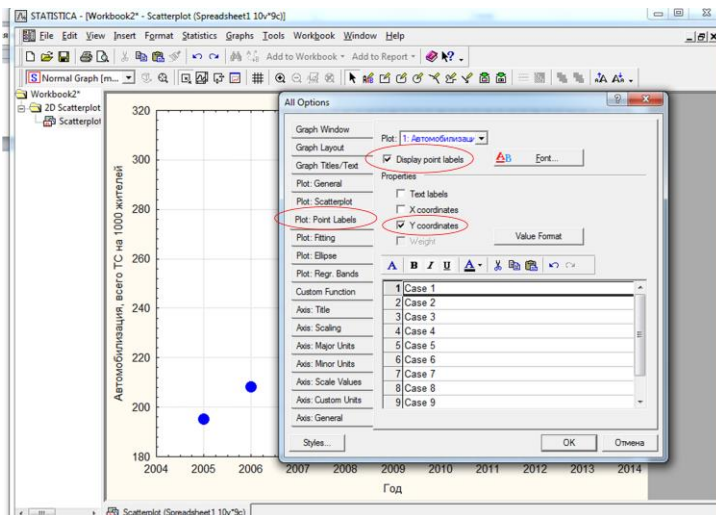 STATISTICA - [Workbook2* - Scatterplot (Spreadsheet1 10v*9c)]
File Edit View Insert Format Statistics Graphs Tools Workbook Window Help
Add to Workbook Add to Report
Normal Graph [m...
Workbook2*
2D Scatterplot
Scatterplot
All Options
Graph Window
Graph Layout
Graph Titles/Text
Plot: General
Plot: Scatterplot
Plot: Point Labels
Plot: Fitting
Plot: Ellipse
Plot: Regr. Bands
Custom Function
Axis: Title
Axis: Scaling
Axis: Major Units
Axis: Minor Units
Axis: Scale Values
Axis: Custom Units
Axis: General
Styles...
Plot: 1: Автомобилизаци
Display point labels
AB Font...
Properties
Text labels
X coordinates
Y coordinates
Weight
Value Format
A B I U A
1 Case 1
2 Case 2
3 Case 3
4 Case 4
5 Case 5
6 Case 6
7 Case 7
8 Case 8
9 Case 9
OK Отмена
Автомобилизация, всего ТС на 1000 жителей
320
300
280
260
240
220
200
180
2004 2005 2006 2007 2008 2009 2010 2011 2012 2013 2014
Год
Scatterplot (Spreadsheet1 10v*9c)